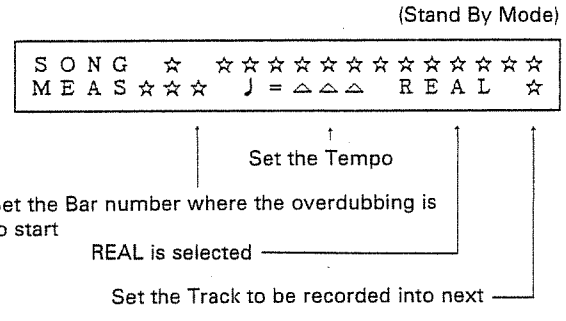 (Stand By Mode)
SONG ☆ ☆☆☆☆☆☆☆☆☆☆☆☆☆
MEAS☆☆☆ ♩=△△△ REAL ☆
Set the Tempo
Set the Bar number where the overdubbing is
o start
REAL is selected
Set the Track to be recorded into next